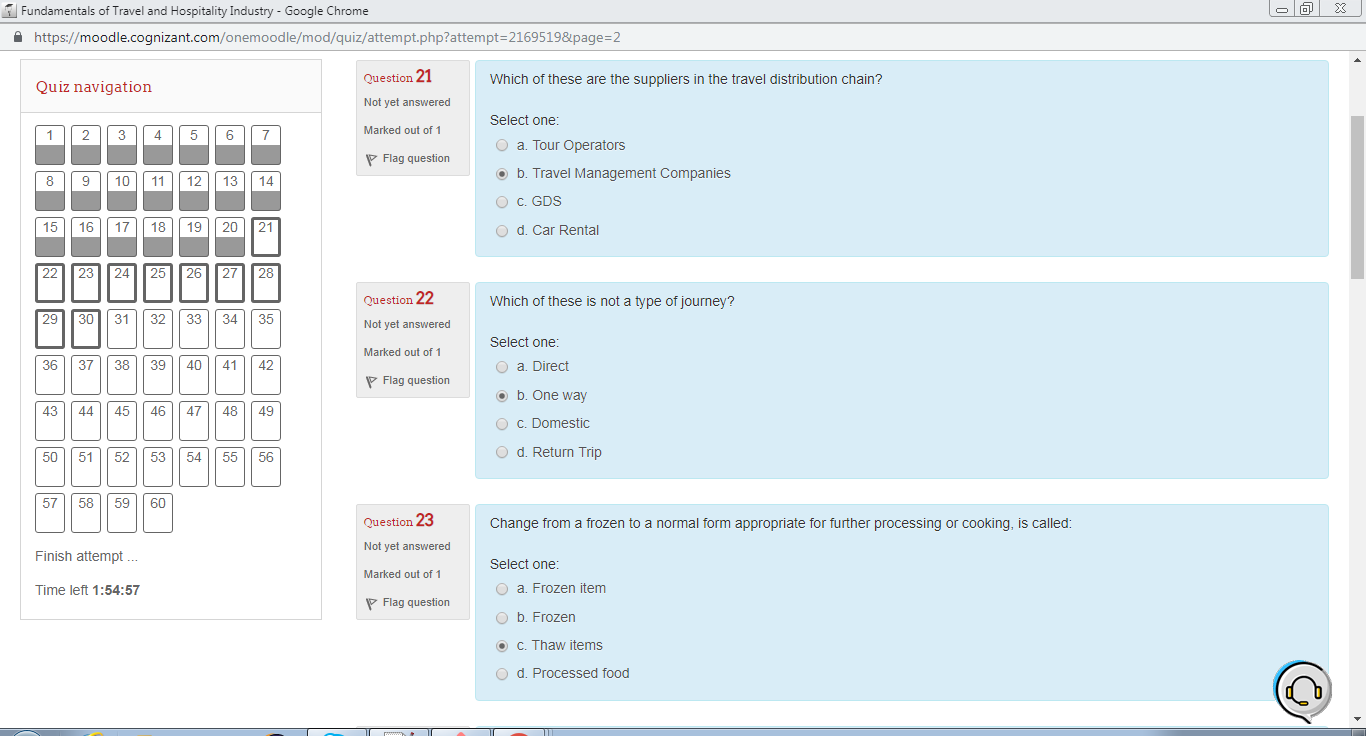 Fundamentals of Travel and Hospitality Industry - Google Chrome
https://moodle.cognizant.com/onemoodle/mod/quiz/attempt.php?attempt=2169519&page=2
Quiz navigation
1 2 3 4 5 6 7
8 9 10 11 12 13 14
15 16 17 18 19 20 21
22 23 24 25 26 27 28
29 30 31 32 33 34 35
36 37 38 39 40 41 42
43 44 45 46 47 48 49
50 51 52 53 54 55 56
57 58 59 60
Finish attempt ...
Time left 1:54:57
Question 21
Not yet answered
Marked out of 1
Flag question
Which of these are the suppliers in the travel distribution chain?
Select one:
a. Tour Operators
b. Travel Management Companies
c. GDS
d. Car Rental
Question 22
Not yet answered
Marked out of 1
Flag question
Which of these is not a type of journey?
Select one:
a. Direct
b. One way
c. Domestic
d. Return Trip
Question 23
Not yet answered
Marked out of 1
Flag question
Change from a frozen to a normal form appropriate for further processing or cooking, is called:
Select one:
a. Frozen item
b. Frozen
c. Thaw items
d. Processed food